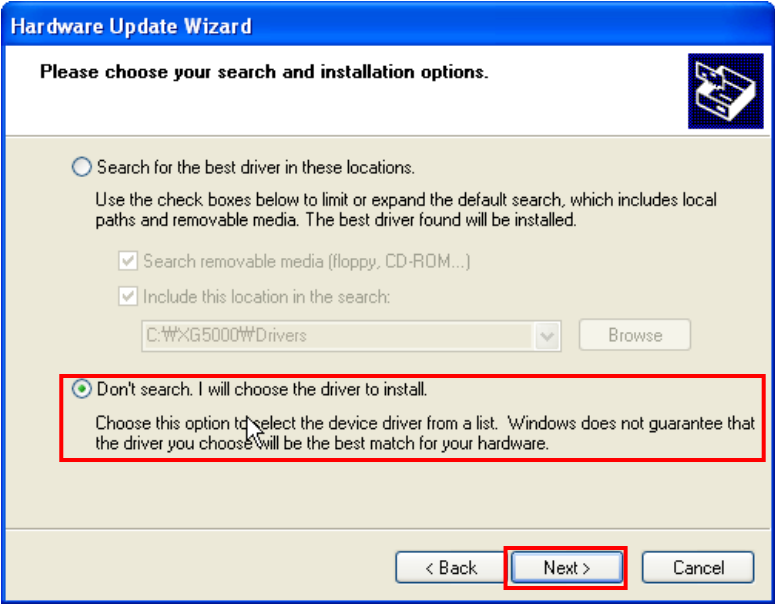 Hardware Update Wizard
Please choose your search and installation options.
Search for the best driver in these locations.
Use the check boxes below to limit or expand the default search, which includes local
paths and removable media. The best driver found will be installed.
Search removable media (floppy, CD-ROM...)
Include this location in the search:
C:₩XG5000₩Drivers
Browse
Don't search. I will choose the driver to install.
Choose this option to select the device driver from a list.  Windows does not guarantee that
the driver you choose will be the best match for your hardware.
< Back
Next >
Cancel